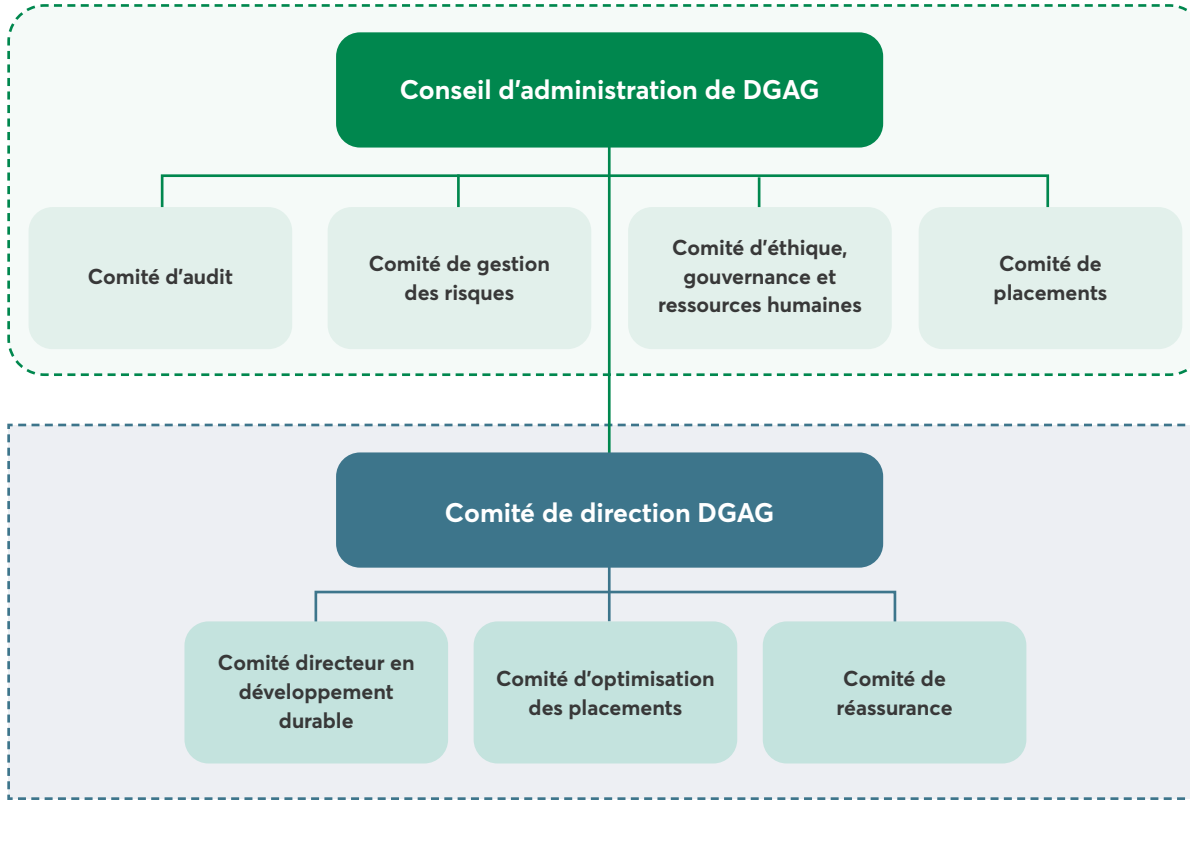 Conseil d'administration de DGAG
Comité d'audit
Comité de gestion
des risques
Comité d'éthique,
gouvernance et
ressources humaines
Comité de
placements
Comité de direction DGAG
Comité directeur en
développement
durable
Comité d'optimisation
des placements
Comité de
réassurance